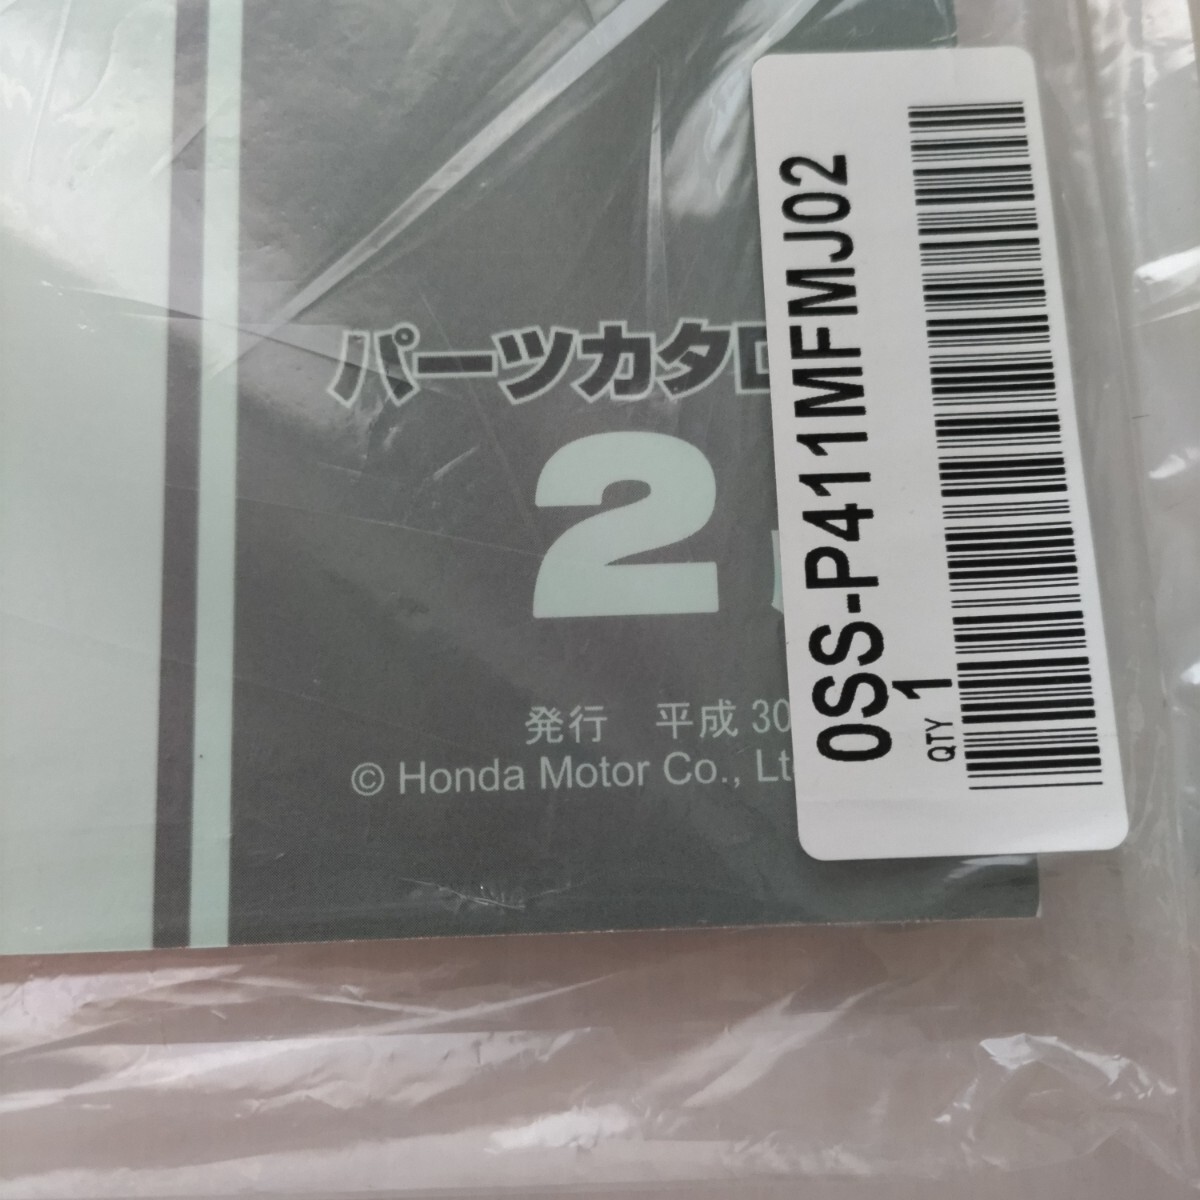 パーツカタロ
2
発行 平成 30
© Honda Motor Co., Lt
0SS-P411MFMJ02
QTY 1